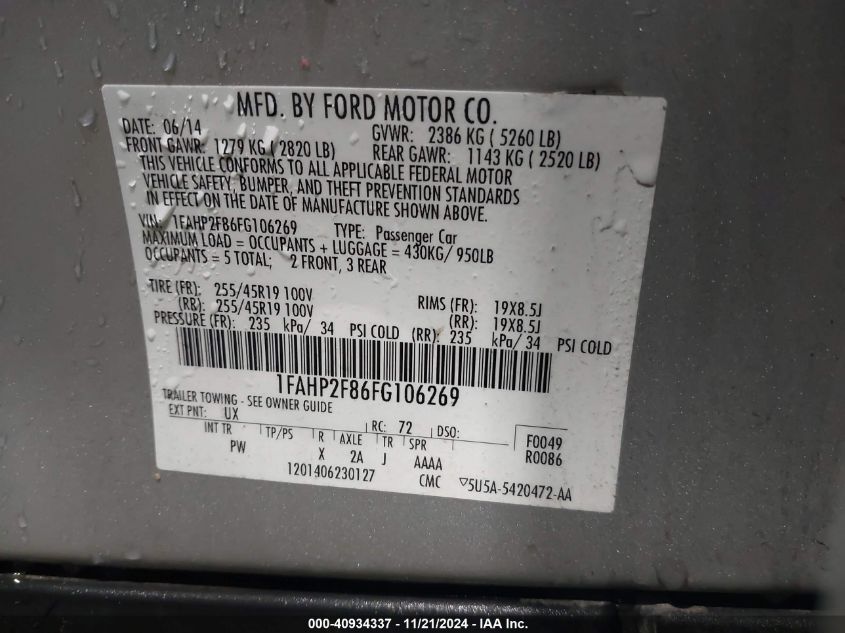 MFD. BY FORD MOTOR CO.
DATE: 06/14 GVWR: 2386 KG ( 5260 LB)
FRONT GAWR: 1279 KG ( 2820 LB) REAR GAWR: 1143 KG ( 2520 LB)
THIS VEHICLE CONFORMS TO ALL APPLICABLE FEDERAL MOTOR
VEHICLE SAFETY, BUMPER, AND THEFT PREVENTION STANDARDS
IN EFFECT ON THE DATE OF MANUFACTURE SHOWN ABOVE.
VIN: 1FAHP2F86FG106269 TYPE: Passenger Car
MAXIMUM LOAD = OCCUPANTS + LUGGAGE = 430KG/ 950LB
OCCUPANTS = 5 TOTAL; 2 FRONT, 3 REAR
TIRE (FR): 255/45R19 100V RIMS (FR): 19X8.5J
(RR): 255/45R19 100V (RR): 19X8.5J
PRESSURE (FR): 235 kPa/ 34 PSI COLD (RR): 235 kPa/ 34 PSI COLD
1FAHP2F86FG106269
TRAILER TOWING - SEE OWNER GUIDE
EXT PNT: UX RC: 72 DSO: F0049
INT TR TP/PS R AXLE TR SPR R0086
PW X 2A J AAAA
1201406230127 CMC ▽5U5A-5420472-AA
000-40934337 - 11/21/2024 - IAA Inc.